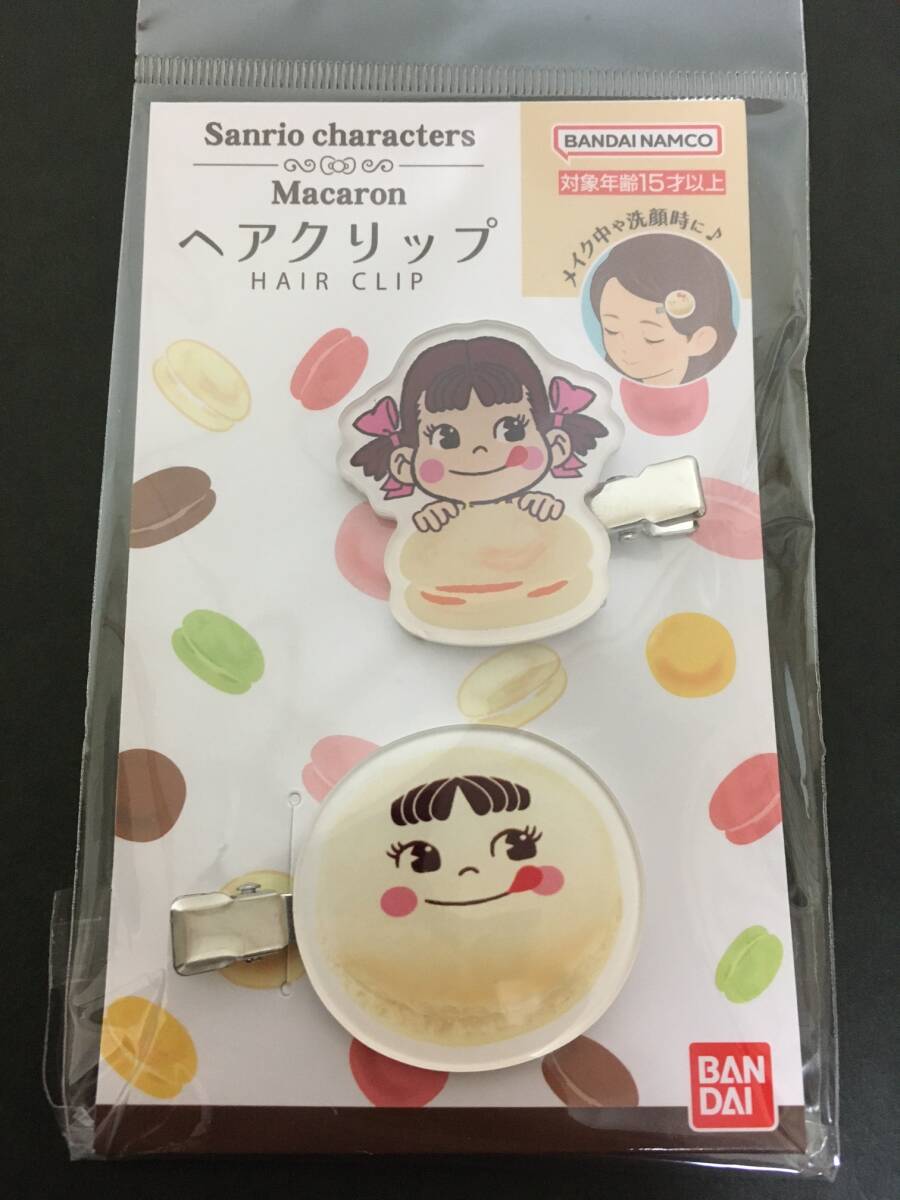 Sanrio characters
Macaron
ヘアクリップ
HAIR CLIP
BANDAI NAMCO
対象年齢15才以上
メイク中や洗顔時に♪
BAN
DAI